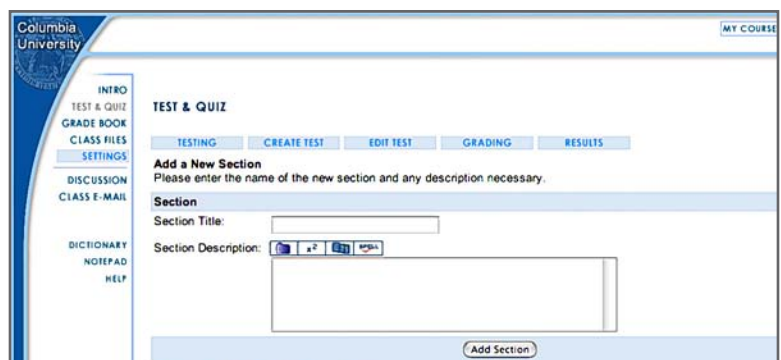 Columbia
University
MY COURSE
INTRO
TEST & QUIZ
GRADE BOOK
CLASS FILES
SETTINGS
DISCUSSION
CLASS E-MAIL
DICTIONARY
NOTEPAD
HELP
TEST & QUIZ
TESTING CREATE TEST EDIT TEST GRADING RESULTS
Add a New Section
Please enter the name of the new section and any description necessary.
Section
Section Title:
Section Description: x² SPELL
Add Section